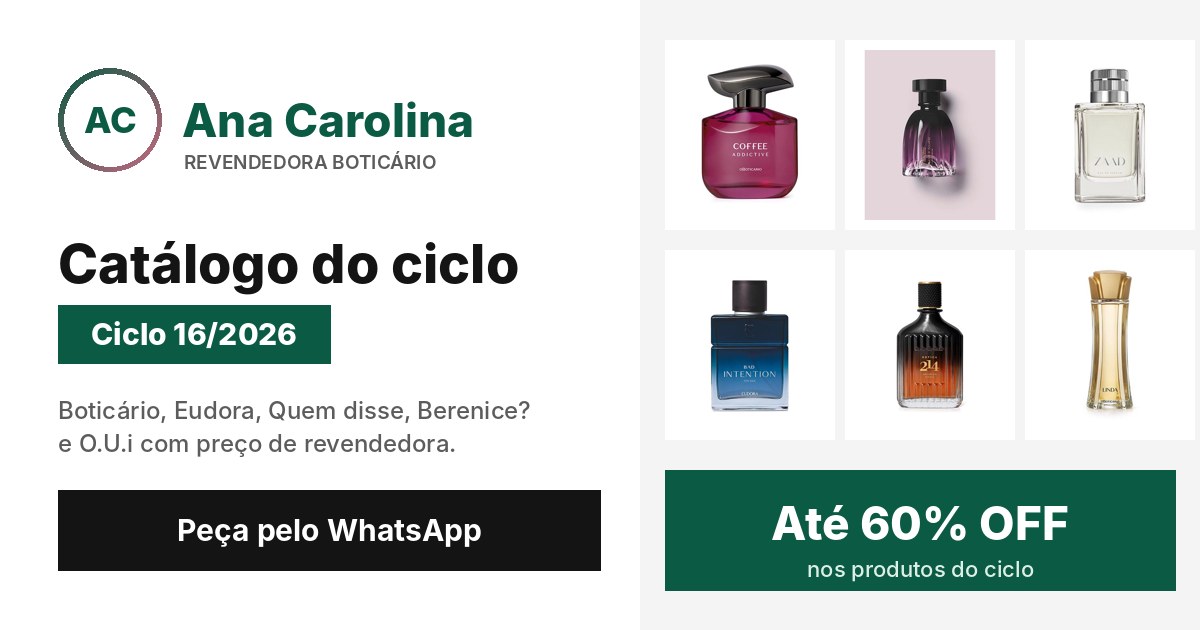 AC
Ana Carolina
REVENDEDORA BOTICÁRIO
Catálogo do ciclo
Ciclo 16/2026
Boticário, Eudora, Quem disse, Berenice?
e O.U.i com preço de revendedora.
Peça pelo WhatsApp
COFFEE
ADDICTIVE
ZAAD
BAD
INTENTION
214
LINDA
Até 60% OFF
nos produtos do ciclo